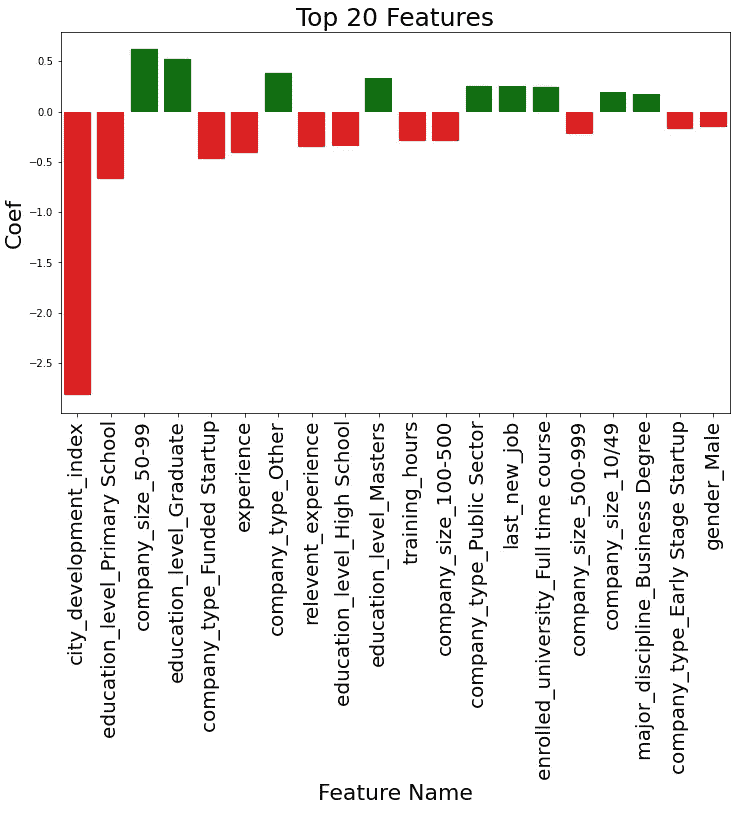 Top 20 Features
Coef
0.5
0.0
−0.5
−1.0
−1.5
−2.0
−2.5
city_development_index
education_level_Primary School
company_size_50-99
education_level_Graduate
company_type_Funded Startup
experience
company_type_Other
relevent_experience
education_level_High School
education_level_Masters
training_hours
company_size_100-500
company_type_Public Sector
last_new_job
enrolled_university_Full time course
company_size_500-999
company_size_10/49
major_discipline_Business Degree
company_type_Early Stage Startup
gender_Male
Feature Name